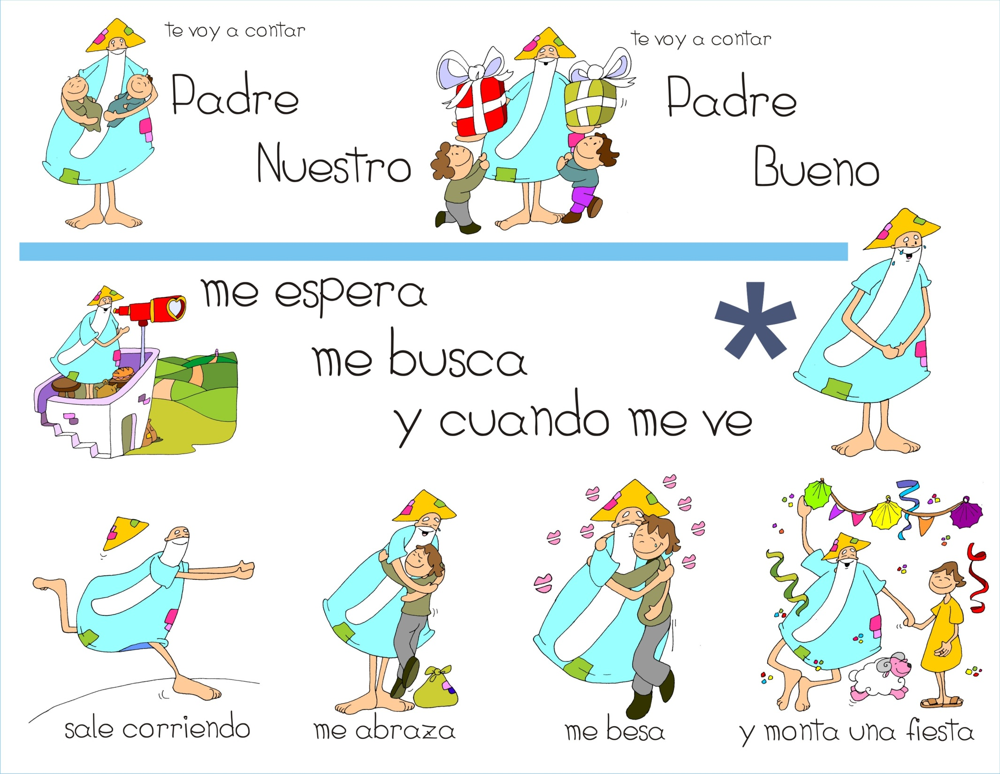 te voy a contar
Padre
Nuestro
te voy a contar
Padre
Bueno
me espera
me busca
*
y cuando me ve
sale corriendo
me abraza
me besa
y monta una fiesta